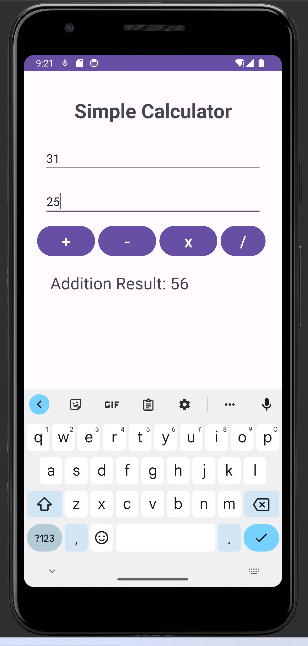 9:21
Simple Calculator
31
25
+ - x /
Addition Result: 56
GIF
q1 w2 e3 r4 t5 y6 u7 i8 o9 p0
a s d f g h j k l
z x c v b n m
?123 , .